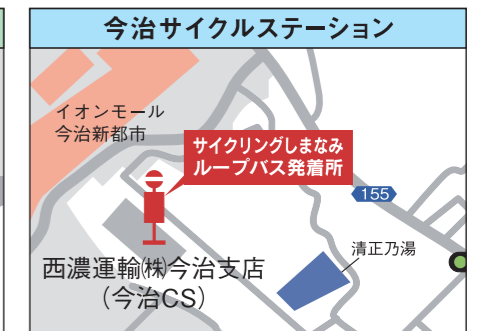 今治サイクルステーション
イオンモール
今治新都市
サイクリングしまなみ
ループバス発着所
155
清正乃湯
西濃運輸㈱今治支店
（今治CS）